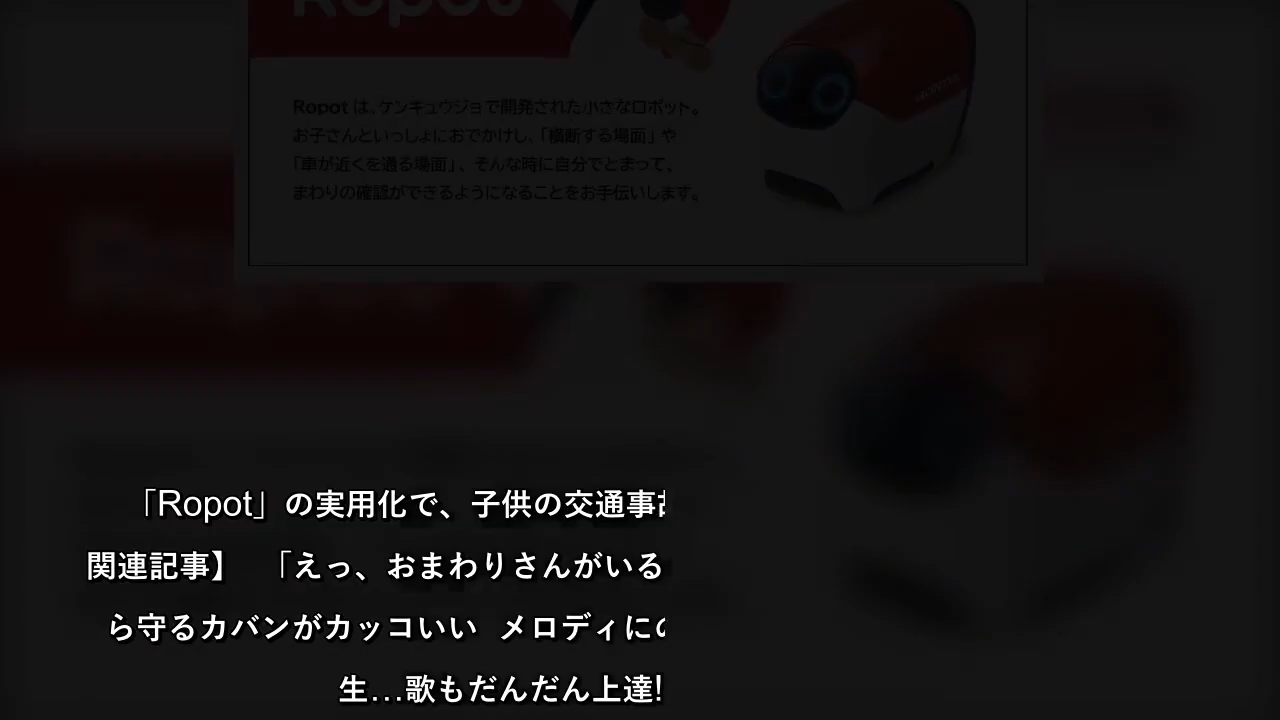 Ropot
Ropot は、ケンキュウジョで開発された小さなロボット。
お子さんといっしょにおでかけし、「横断する場面」や
「車が近くを通る場面」、そんな時に自分でとまって、
まわりの確認ができるようになることをお手伝いします。
「Ropot」の実用化で、子供の交通事
関連記事】 「えっ、おまわりさんがいる
ら守るカバンがカッコいい メロディに
生…歌もだんだん上達!